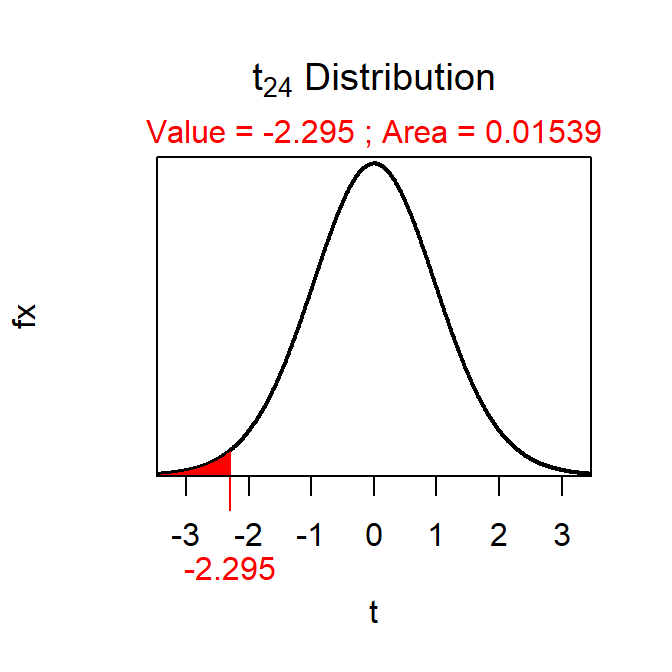 t24 Distribution
Value = -2.295 ; Area = 0.01539
fx
-3 -2 -1 0 1 2 3
-2.295
t